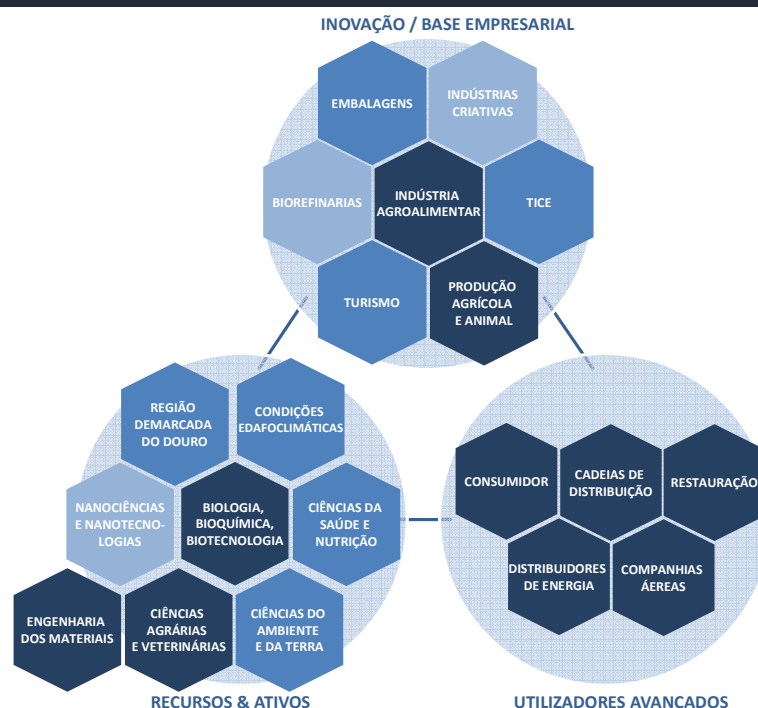 INOVAÇÃO / BASE EMPRESARIAL
EMBALAGENS
INDÚSTRIAS
CRIATIVAS
BIOREFINARIAS
INDÚSTRIA
AGROALIMENTAR
TICE
TURISMO
PRODUÇÃO
AGRÍCOLA
E ANIMAL
REGIÃO
DEMARCADA
DO DOURO
CONDIÇÕES
EDAFOCLIMÁTICAS
NANOCIÊNCIAS
E NANOTECNO-
LOGIAS
BIOLOGIA,
BIOQUÍMICA,
BIOTECNOLOGIA
CIÊNCIAS DA
SAÚDE E
NUTRIÇÃO
ENGENHARIA
DOS MATERIAIS
CIÊNCIAS
AGRÁRIAS
E VETERINÁRIAS
CIÊNCIAS DO
AMBIENTE
E DA TERRA
RECURSOS & ATIVOS
CONSUMIDOR
CADEIAS DE
DISTRIBUIÇÃO
RESTAURAÇÃO
DISTRIBUIDORES
DE ENERGIA
COMPANHIAS
ÁEREAS
UTILIZADORES AVANÇADOS